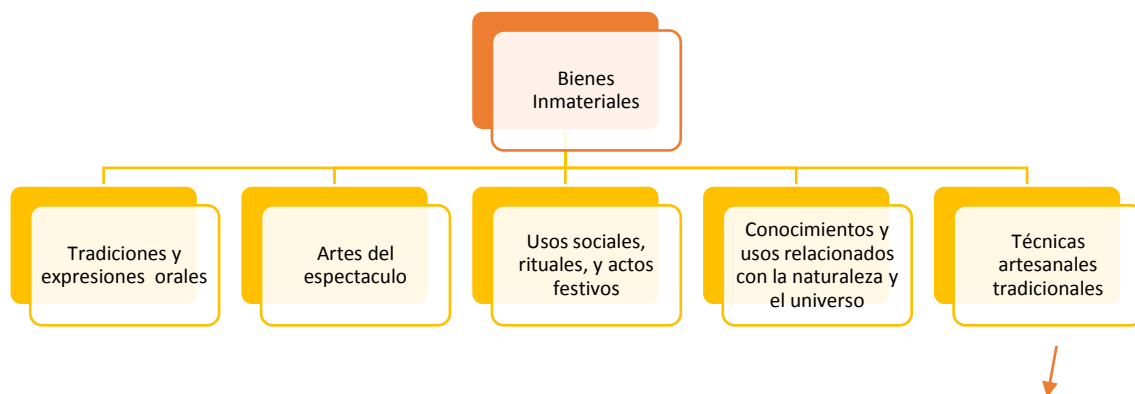 Bienes
Inmateriales
Tradiciones y
expresiones orales
Artes del
espectaculo
Usos sociales,
rituales, y actos
festivos
Conocimientos y
usos relacionados
con la naturaleza y
el universo
Técnicas
artesanales
tradicionales